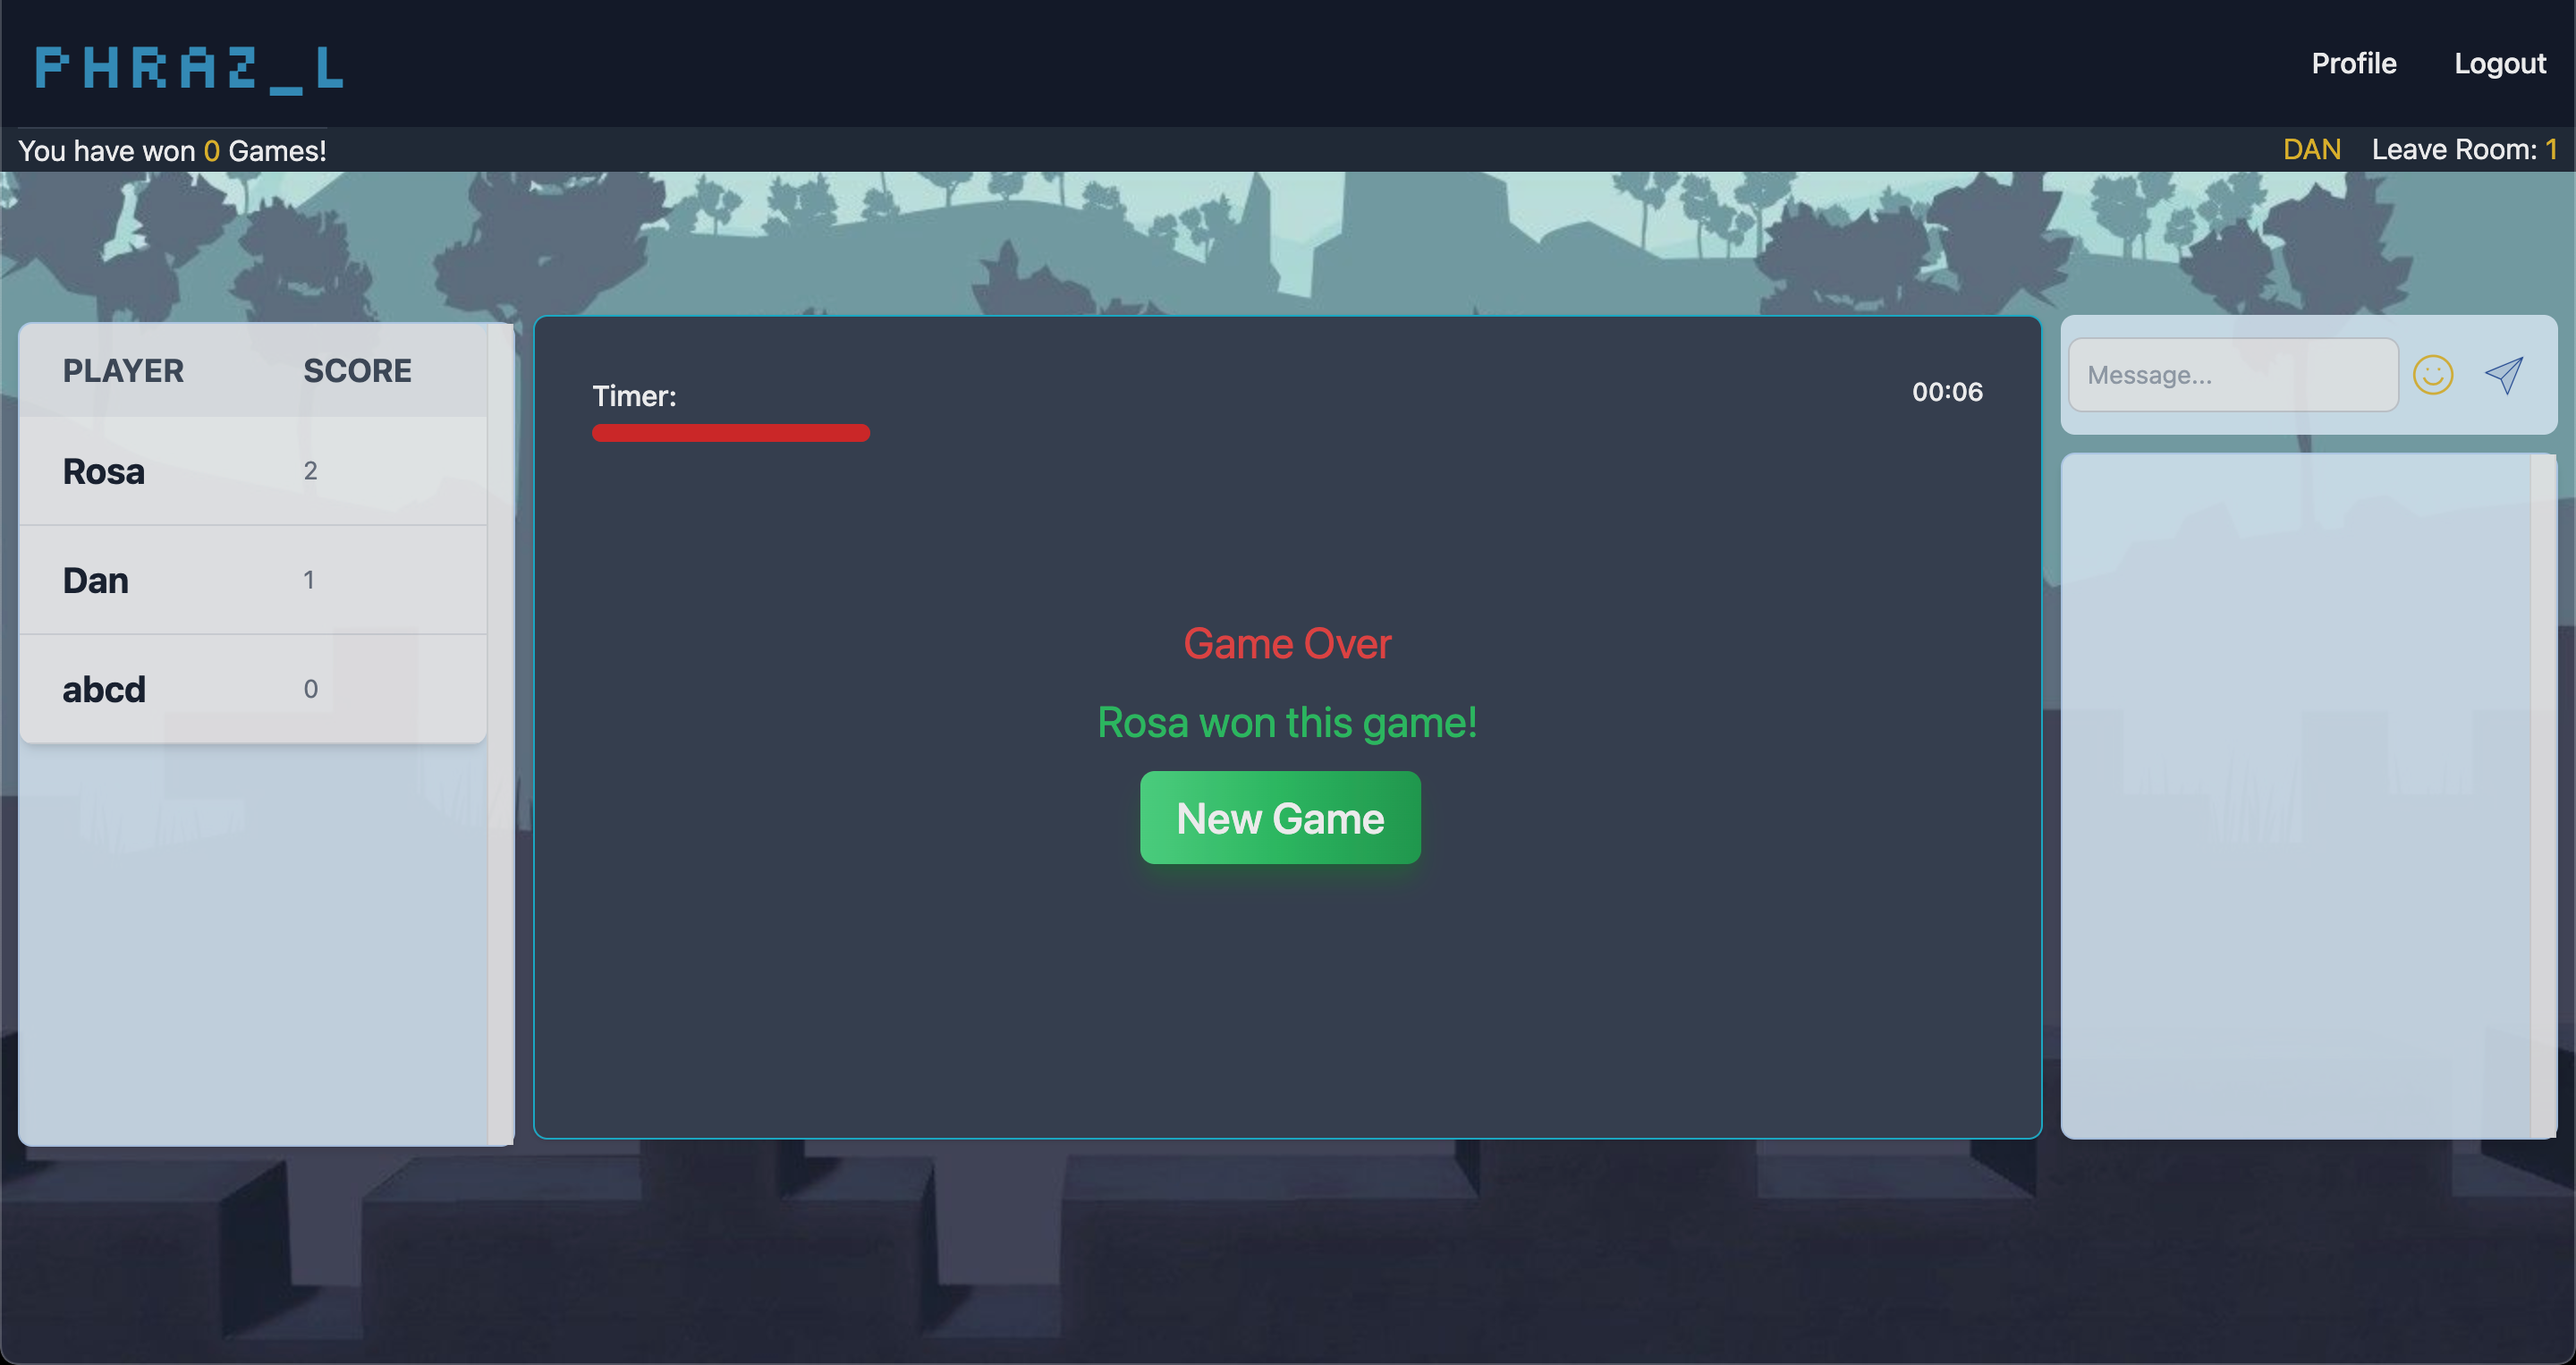 PHRAZ_L
Profile Logout
You have won 0 Games!
DAN Leave Room: 1
PLAYER SCORE
Rosa 2
Dan 1
abcd 0
Timer: 00:06
Game Over
Rosa won this game!
New Game
Message...